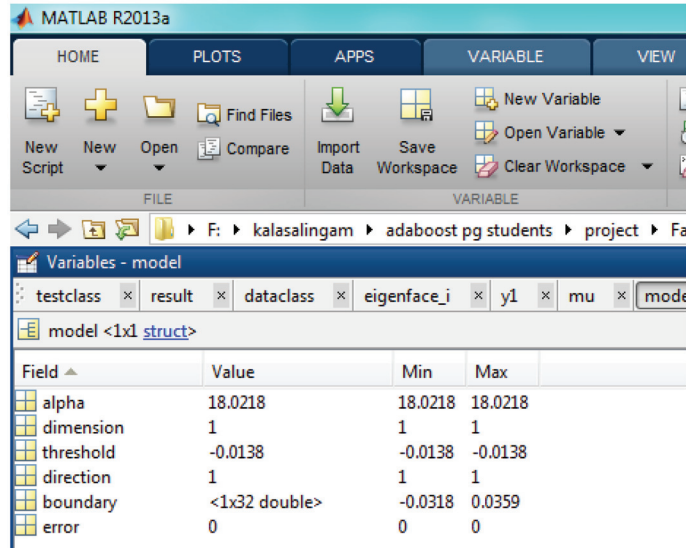 MATLAB R2013a
HOME PLOTS APPS VARIABLE VIEW
New Script
New
Open
Find Files
Compare
Import Data
Save Workspace
New Variable
Open Variable
Clear Workspace
FILE VARIABLE
F: kalasalingam adaboost pg students project Fa
Variables - model
testclass × result × dataclass × eigenface_i × y1 × mu × mode
model <1x1 struct>
Field Value Min Max
alpha 18.0218 18.0218 18.0218
dimension 1 1 1
threshold -0.0138 -0.0138 -0.0138
direction 1 1 1
boundary <1x32 double> -0.0318 0.0359
error 0 0 0